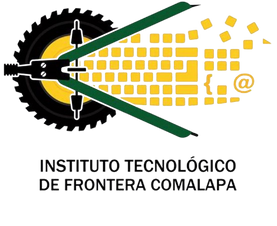 { @
INSTITUTO TECNOLÓGICO
DE FRONTERA COMALAPA